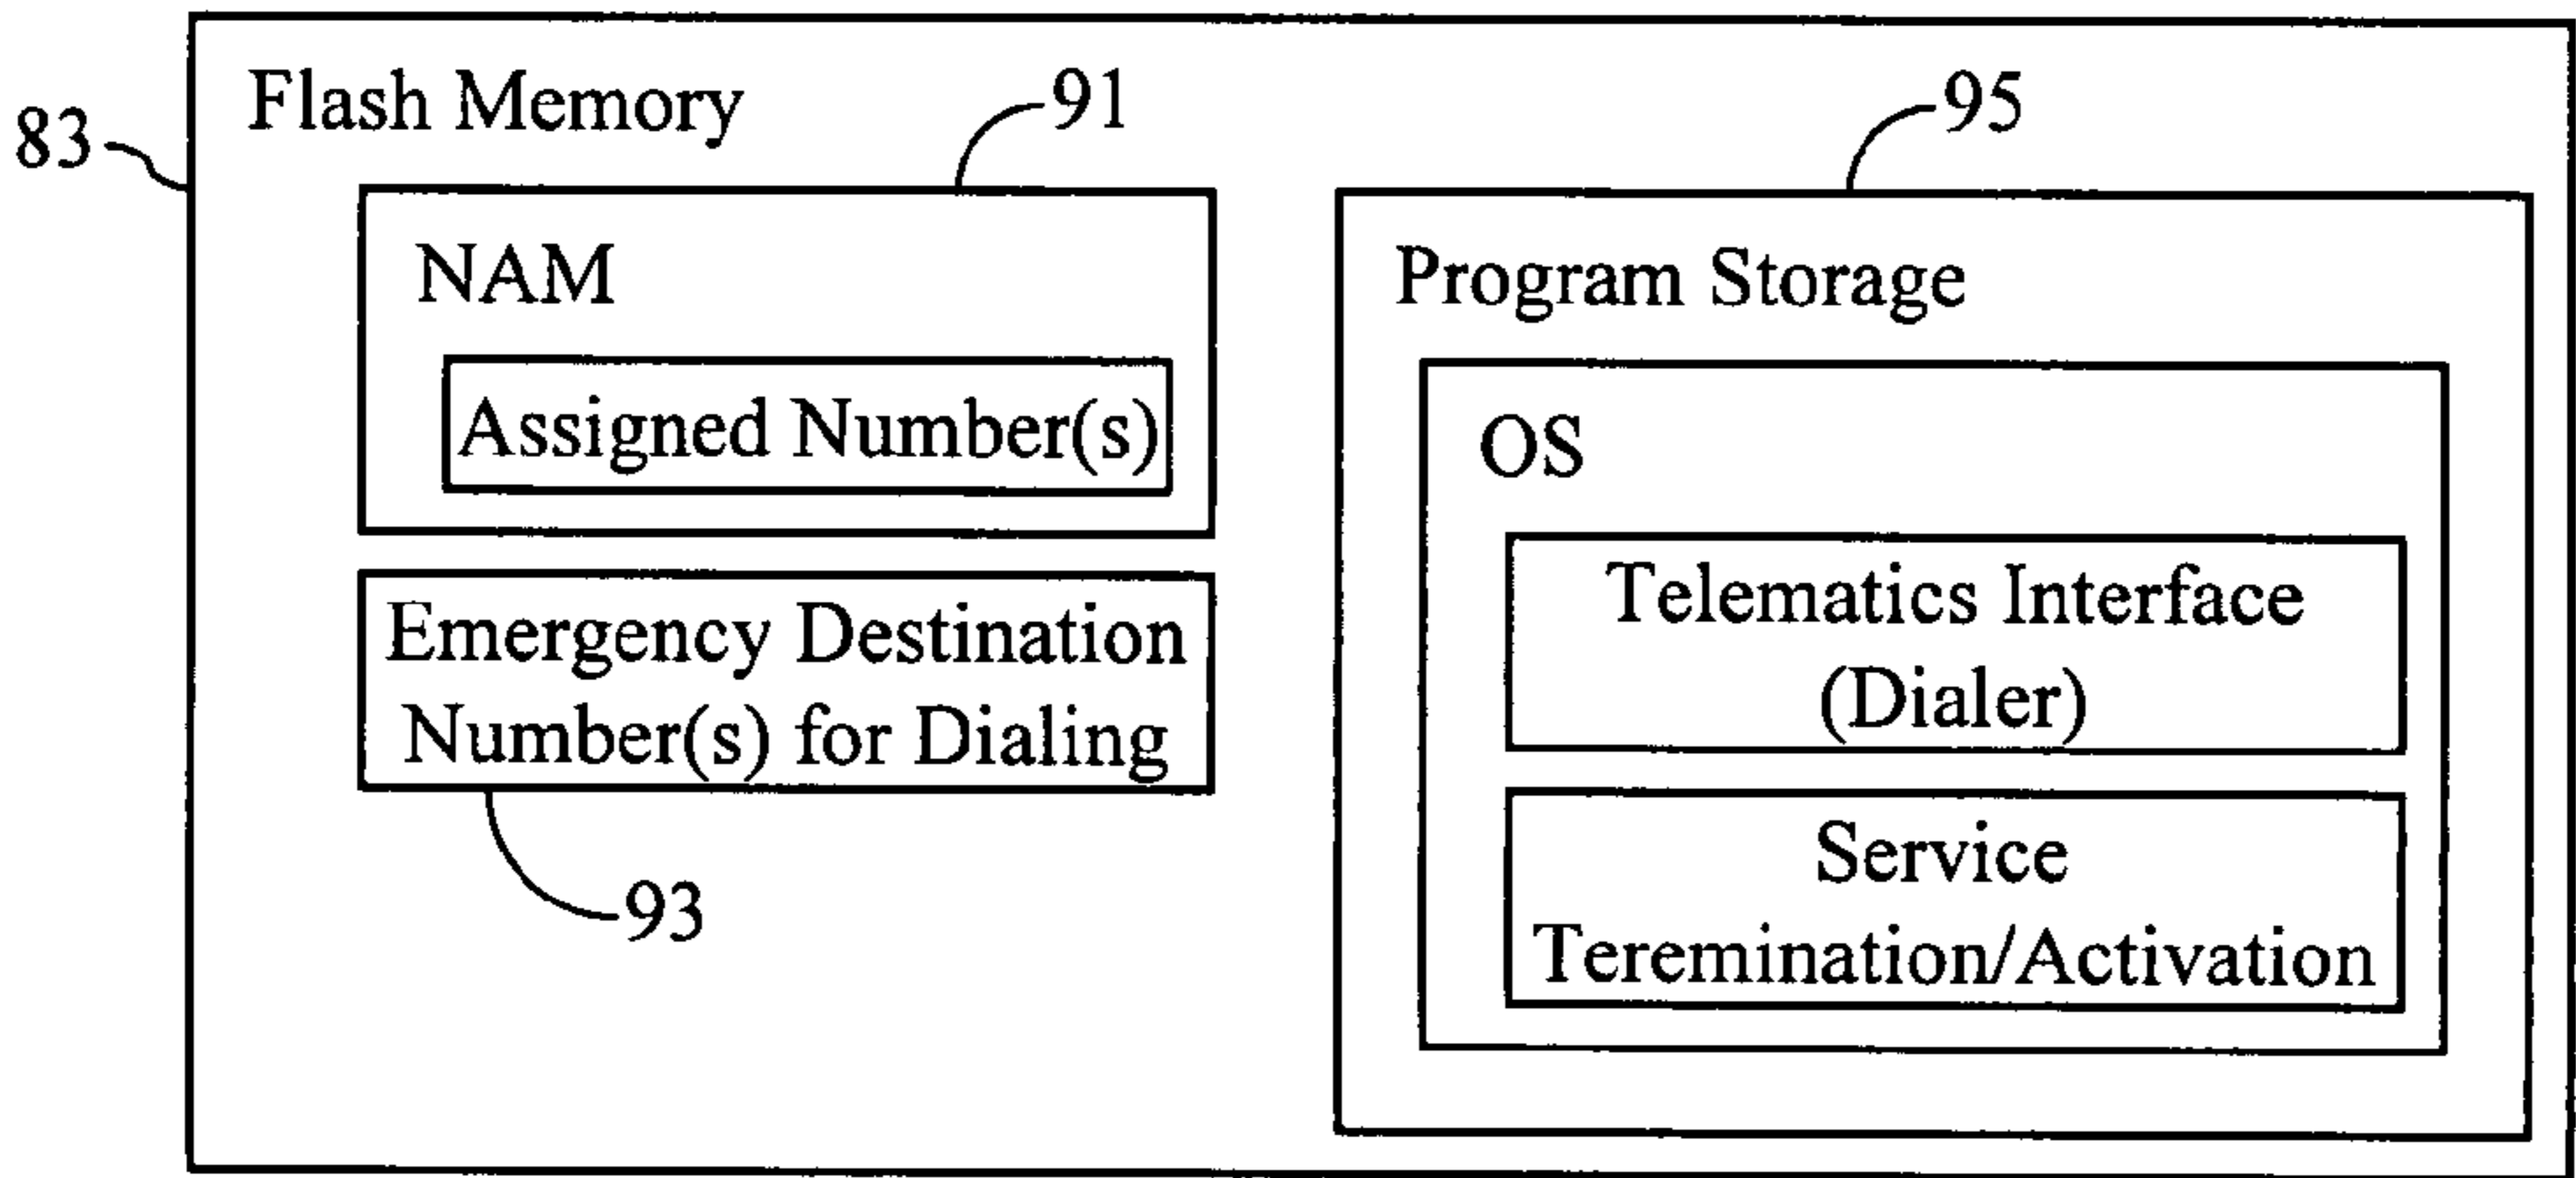 83
Flash Memory
91
NAM
Assigned Number(s)
Emergency Destination
Number(s) for Dialing
93
95
Program Storage
OS
Telematics Interface
(Dialer)
Service
Teremination/Activation